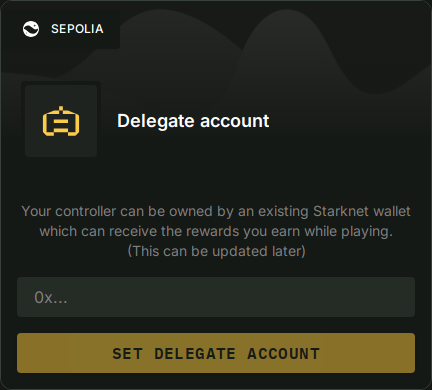 SEPOLIA
Delegate account
Your controller can be owned by an existing Starknet wallet
which can receive the rewards you earn while playing.
(This can be updated later)
0x...
SET DELEGATE ACCOUNT